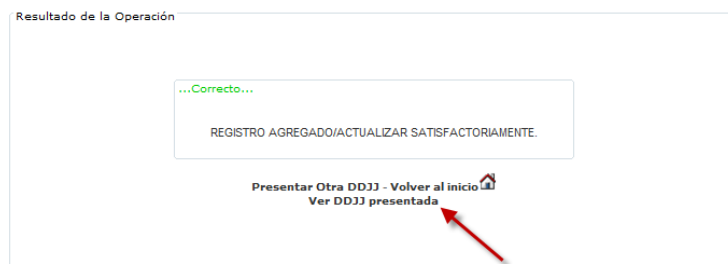 Resultado de la Operación
...Correcto...
REGISTRO AGREGADO/ACTUALIZAR SATISFACTORIAMENTE.
Presentar Otra DDJJ - Volver al inicio
Ver DDJJ presentada